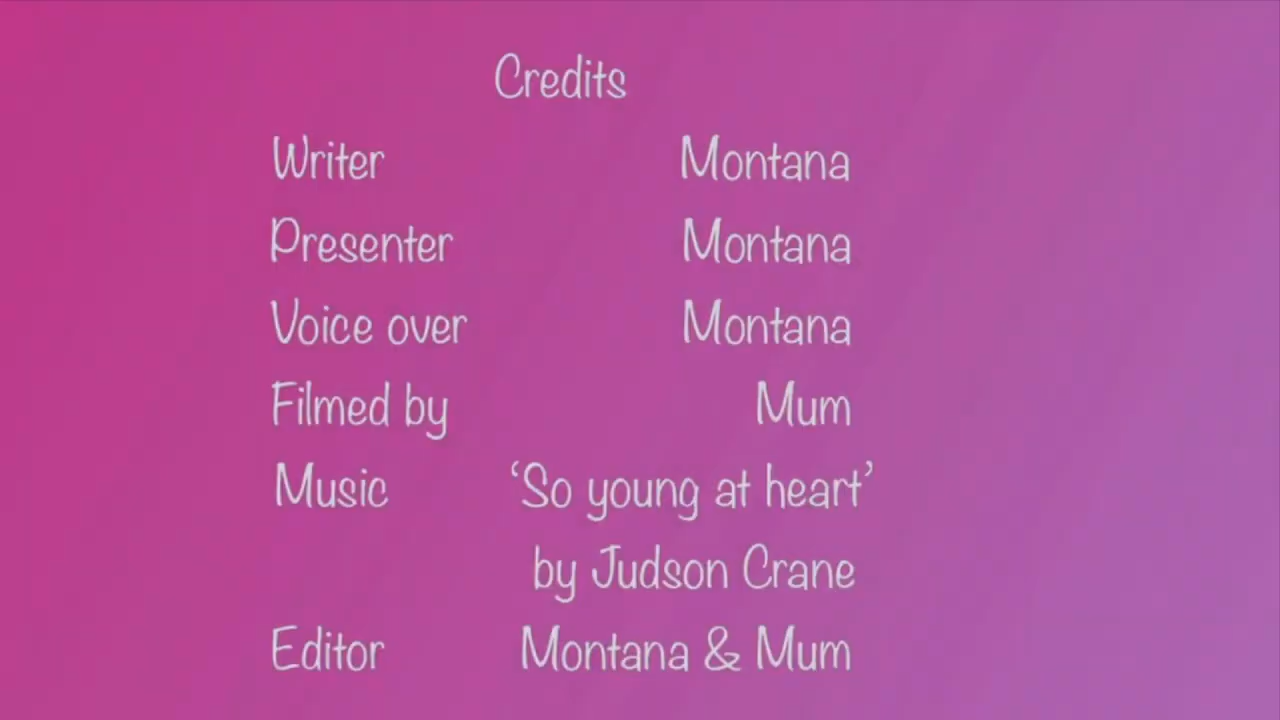 Credits
Writer Montana
Presenter Montana
Voice over Montana
Filmed by Mum
Music ‘So young at heart’
by Judson Crane
Editor Montana & Mum